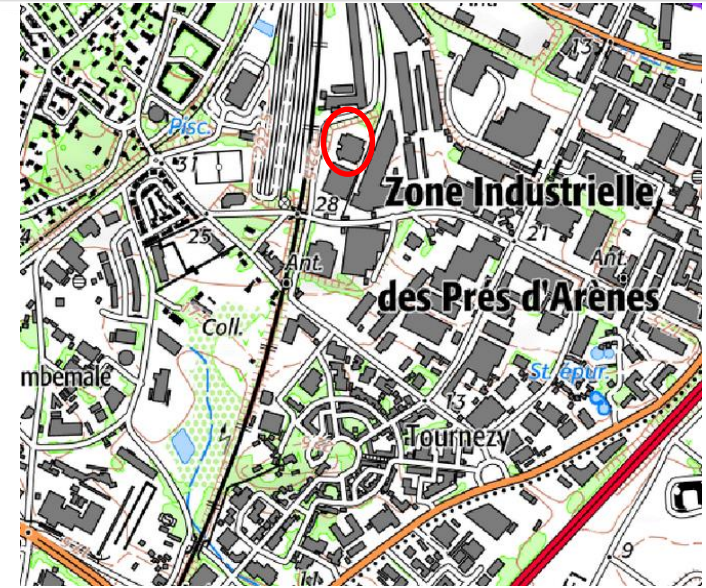 13
Pisc.
31
Zone Industrielle
28
4
25
21
Ant.
Ant.
des Prés d'Arènes
Coll.
mbemale
St. épur.
13
Tournezy
9